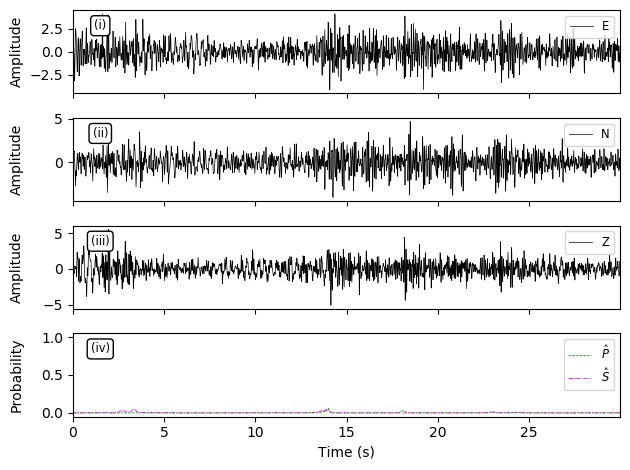 (i)
E
2.5
0.0
−2.5
Amplitude
(ii)
N
5
0
Amplitude
(iii)
Z
5
0
−5
Amplitude
(iv)
P̂
Ŝ
1.0
0.5
0.0
Probability
0 5 10 15 20 25
Time (s)